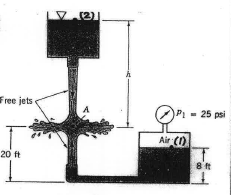 (2)
h
Free jets
A
p₁ = 25 psi
Air (1)
20 ft
8 ft